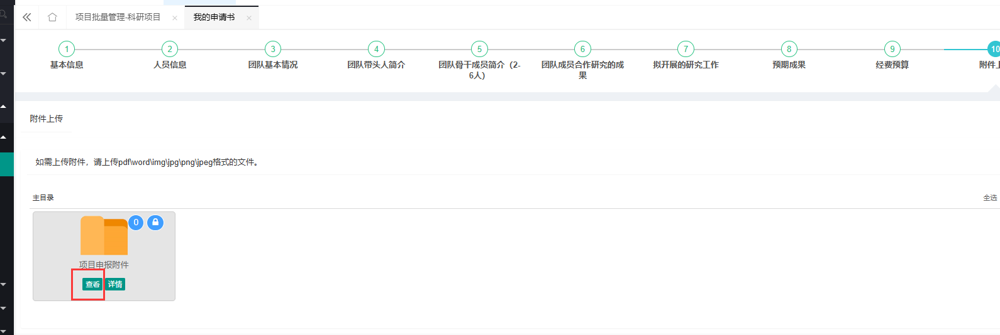 项目批量管理-科研项目
我的申请书
1
2
3
4
5
6
7
8
9
10
基本信息
人员信息
团队基本情况
团队带头人简介
团队骨干成员简介（2-
6人）
团队成员合作研究的成
果
拟开展的研究工作
预期成果
经费预算
附件上
附件上传
如需上传附件，请上传pdf\word\img\jpg\png\jpeg格式的文件。
主目录
全选
0
项目申报附件
查看
详情